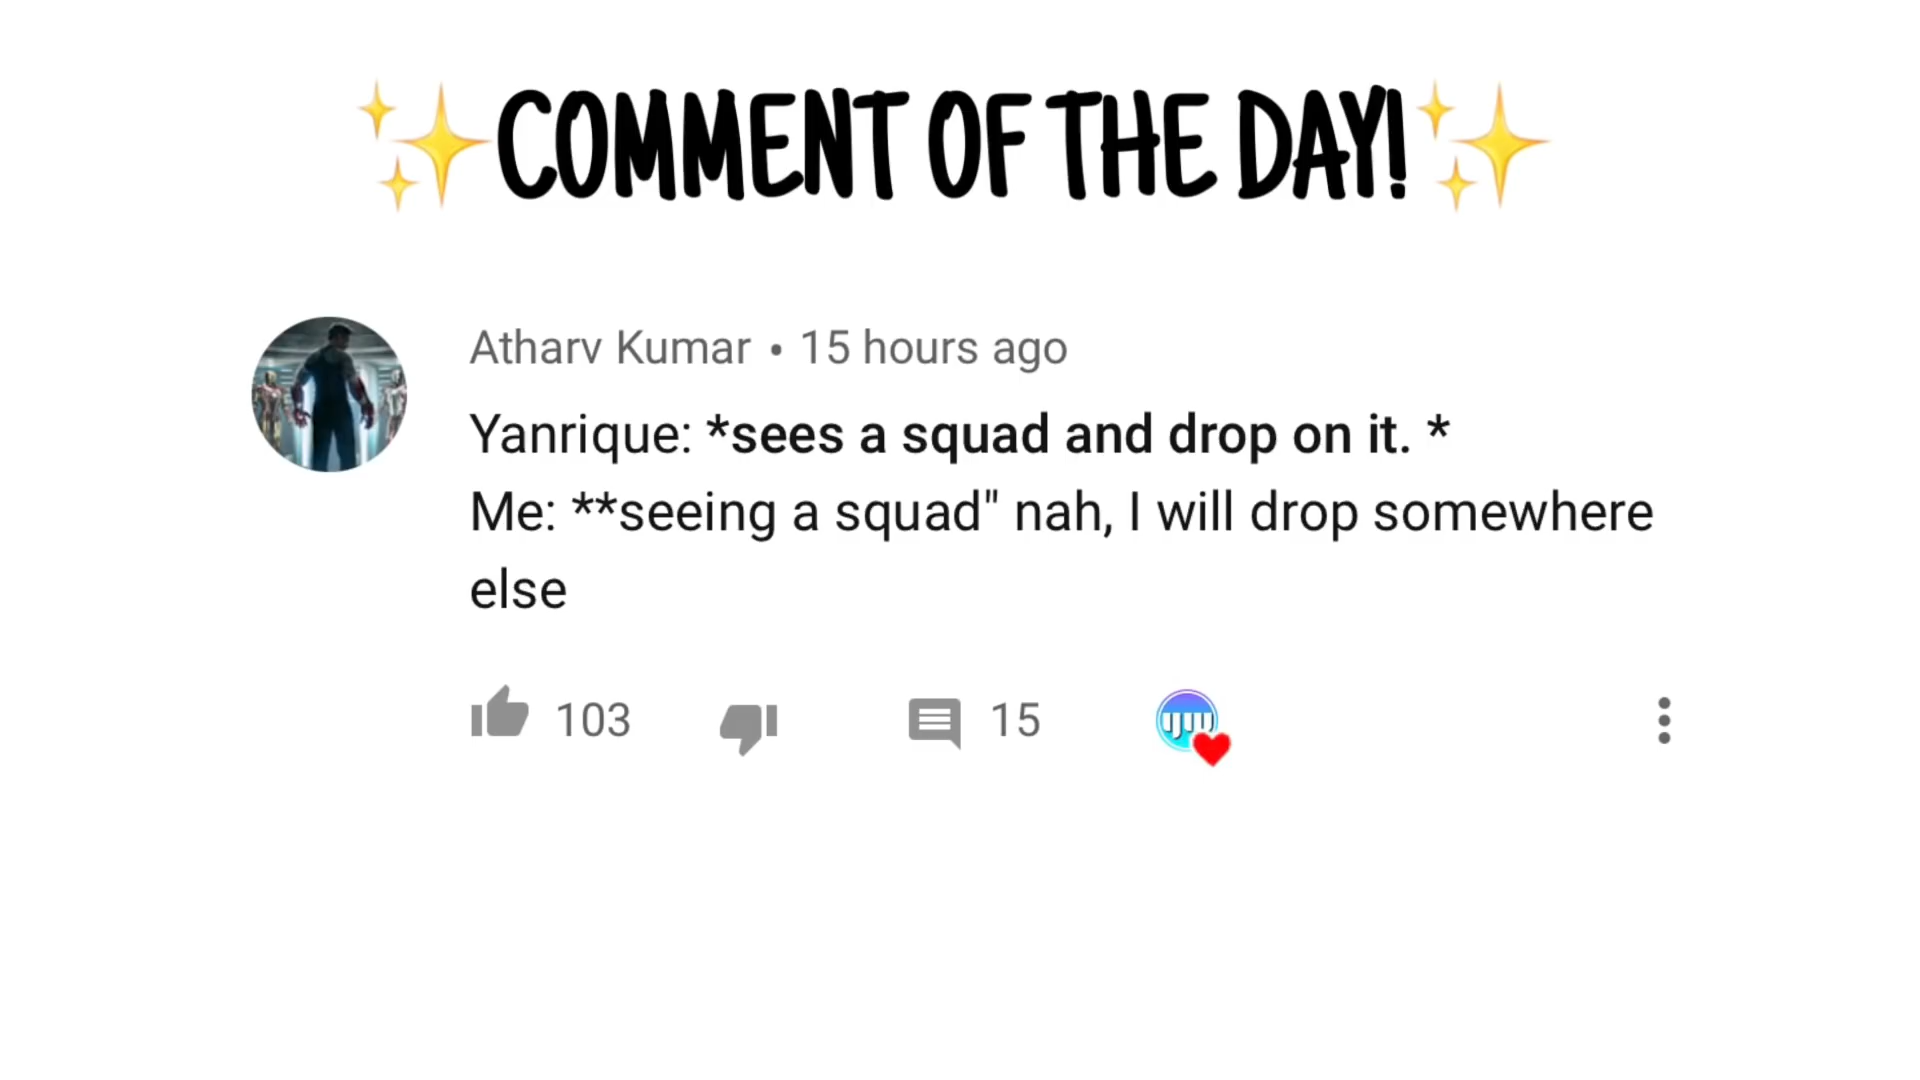 ✨COMMENT OF THE DAY!✨
Atharv Kumar • 15 hours ago
Yanrique: *sees a squad and drop on it. *
Me: **seeing a squad" nah, I will drop somewhere
else
103 15